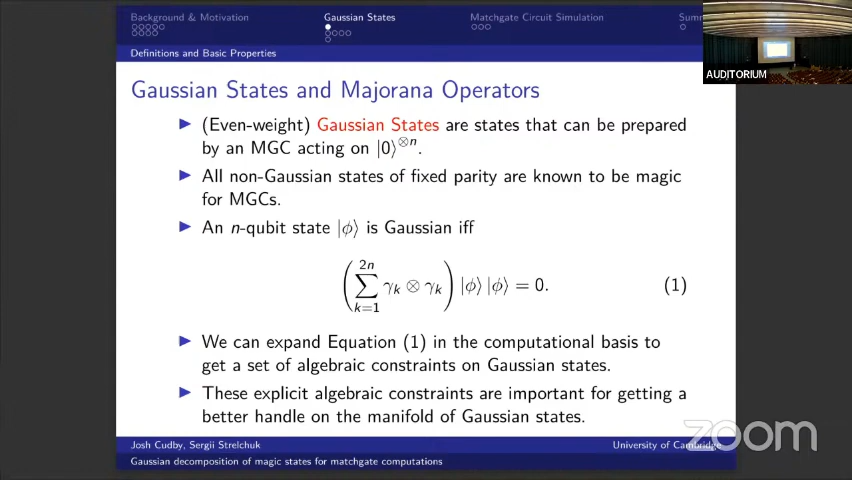 Background & Motivation Gaussian States Matchgate Circuit Simulation Sum
AUDITORIUM
Definitions and Basic Properties
Gaussian States and Majorana Operators
(Even-weight) Gaussian States are states that can be prepared
by an MGC acting on |0⟩^⊗n.
All non-Gaussian states of fixed parity are known to be magic
for MGCs.
An n-qubit state |ϕ⟩ is Gaussian iff
(∑_{k=1}^{2n} γ_k ⊗ γ_k) |ϕ⟩ |ϕ⟩ = 0. (1)
We can expand Equation (1) in the computational basis to
get a set of algebraic constraints on Gaussian states.
These explicit algebraic constraints are important for getting a
better handle on the manifold of Gaussian states.
zoom
Josh Cudby, Sergii Strelchuk University of Cambridge
Gaussian decomposition of magic states for matchgate computations